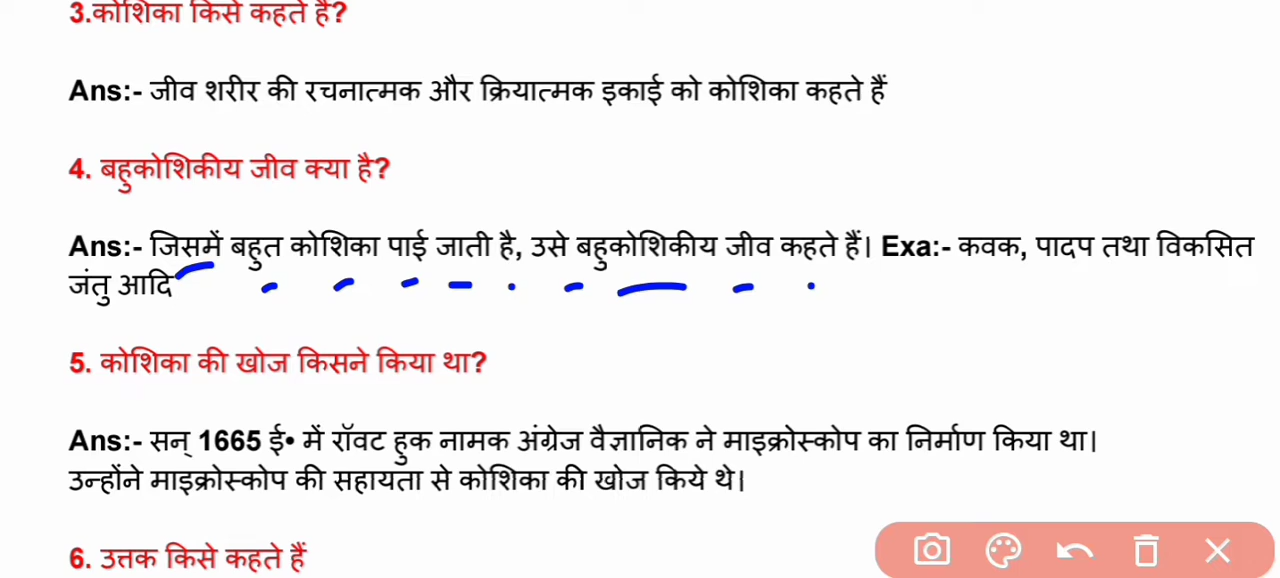 3.कोशिका किसे कहते हैं?
Ans:- जीव शरीर की रचनात्मक और क्रियात्मक इकाई को कोशिका कहते हैं
4. बहुकोशिकीय जीव क्या है?
Ans:- जिसमें बहुत कोशिका पाई जाती है, उसे बहुकोशिकीय जीव कहते हैं। Exa:- कवक, पादप तथा विकसित
जंतु आदि
5. कोशिका की खोज किसने किया था?
Ans:- सन् 1665 ई• में रॉवट हुक नामक अंग्रेज वैज्ञानिक ने माइक्रोस्कोप का निर्माण किया था।
उन्होंने माइक्रोस्कोप की सहायता से कोशिका की खोज किये थे।
6. उत्तक किसे कहते हैं